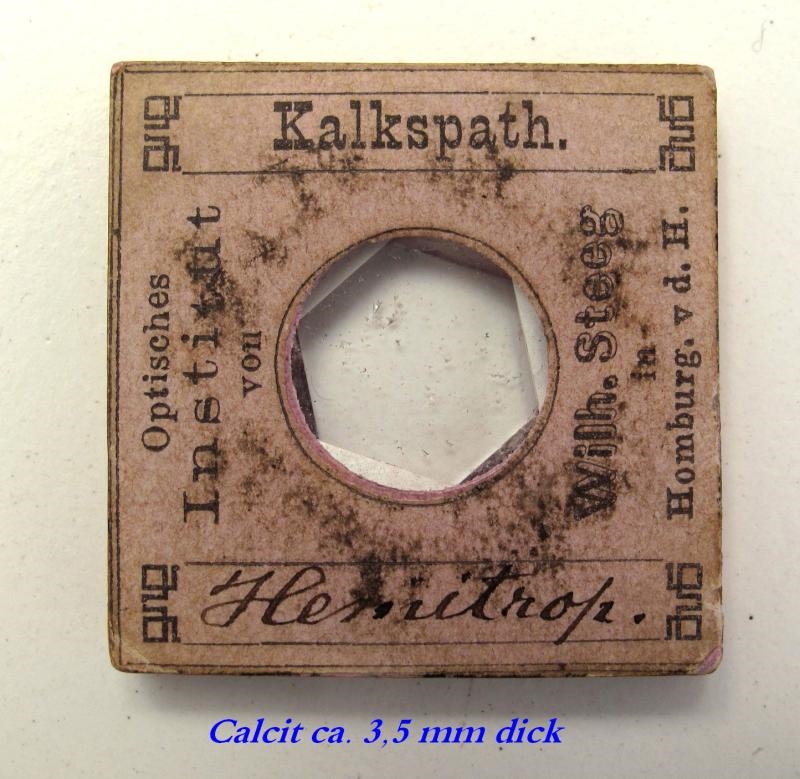 Kalkspath.
Optisches
Institut
von
Wilh. Steeg
in
Homburg. v d. H.
Hemitrop.
Calcit ca. 3,5 mm dick